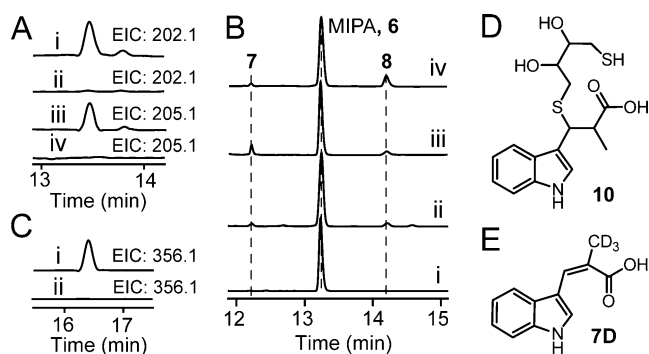 A
i EIC: 202.1
ii EIC: 202.1
iii EIC: 205.1
iv EIC: 205.1
13 14
Time (min)
C
i EIC: 356.1
ii EIC: 356.1
16 17
Time (min)
B
MIPA, 6
7 8
iv
iii
ii
i
12 13 14 15
Time (min)
D
HO
SH
HO
S
O
OH
N
H
10
E
CD3
OH
O
N
H
7D